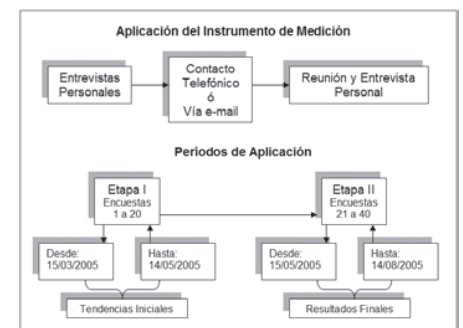 Aplicación del Instrumento de Medición
Entrevistas
Personales
Contacto
Telefónico
ó
Vía e-mail
Reunión y Entrevista
Personal
Períodos de Aplicación
Etapa I
Encuestas
1 a 20
Etapa II
Encuestas
21 a 40
Desde:
15/03/2005
Hasta:
14/05/2005
Desde:
15/05/2005
Hasta:
14/08/2005
Tendencias Iniciales
Resultados Finales